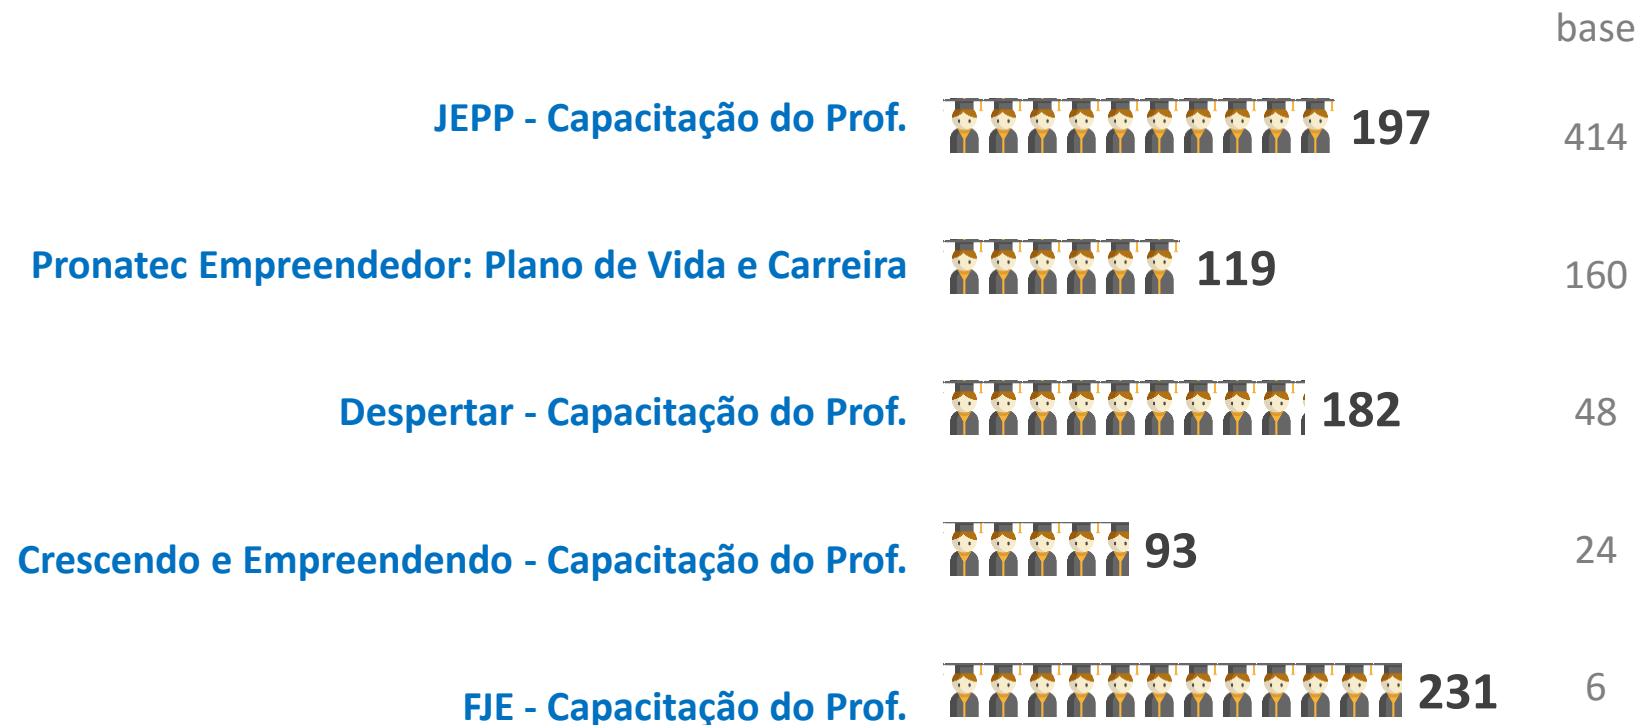 base
JEPP - Capacitação do Prof. 197 414
Pronatec Empreendedor: Plano de Vida e Carreira 119 160
Despertar - Capacitação do Prof. 182 48
Crescendo e Empreendendo - Capacitação do Prof. 93 24
FJE - Capacitação do Prof. 231 6